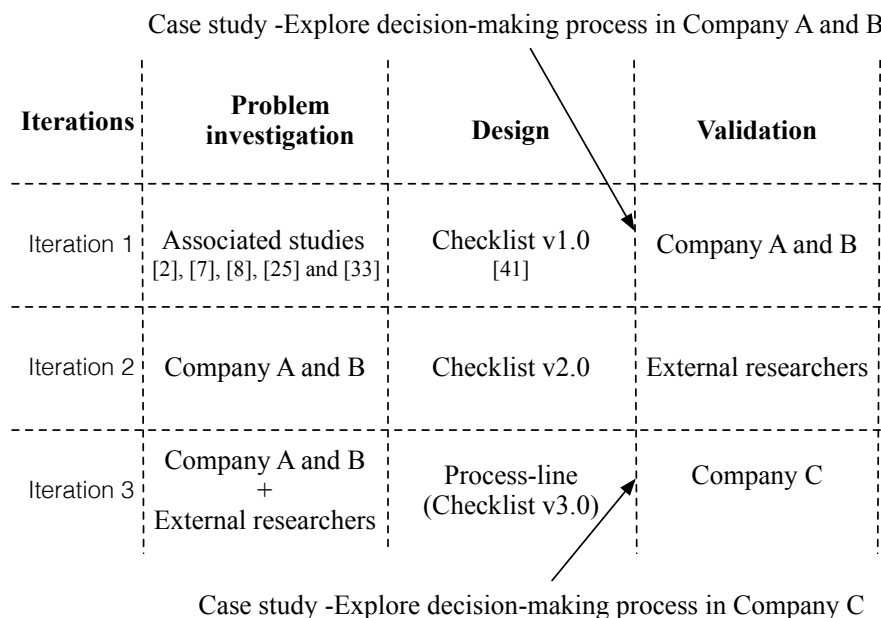 Case study -Explore decision-making process in Company A and B
Iterations
Problem
investigation
Design
Validation
Iteration 1
Associated studies
[2], [7], [8], [25] and [33]
Checklist v1.0
[41]
Company A and B
Iteration 2
Company A and B
Checklist v2.0
External researchers
Iteration 3
Company A and B
+
External researchers
Process-line
(Checklist v3.0)
Company C
Case study -Explore decision-making process in Company C